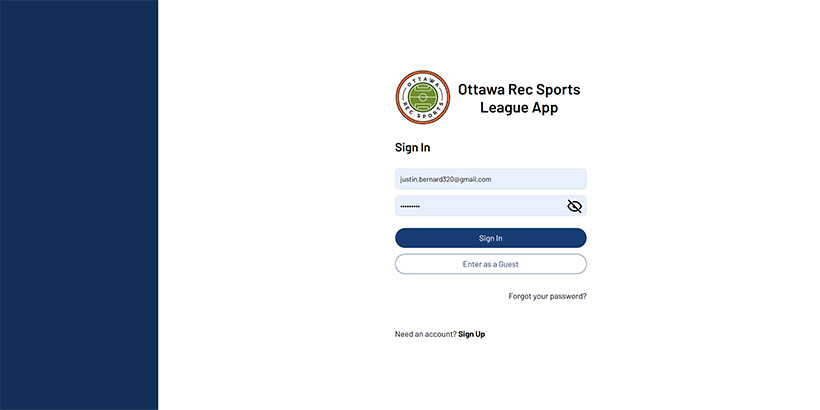 OTTAWA
REC SPORTS
Ottawa Rec Sports
League App
Sign In
justin.bernard320@gmail.com
•••••••••
Sign In
Enter as a Guest
Forgot your password?
Need an account? Sign Up